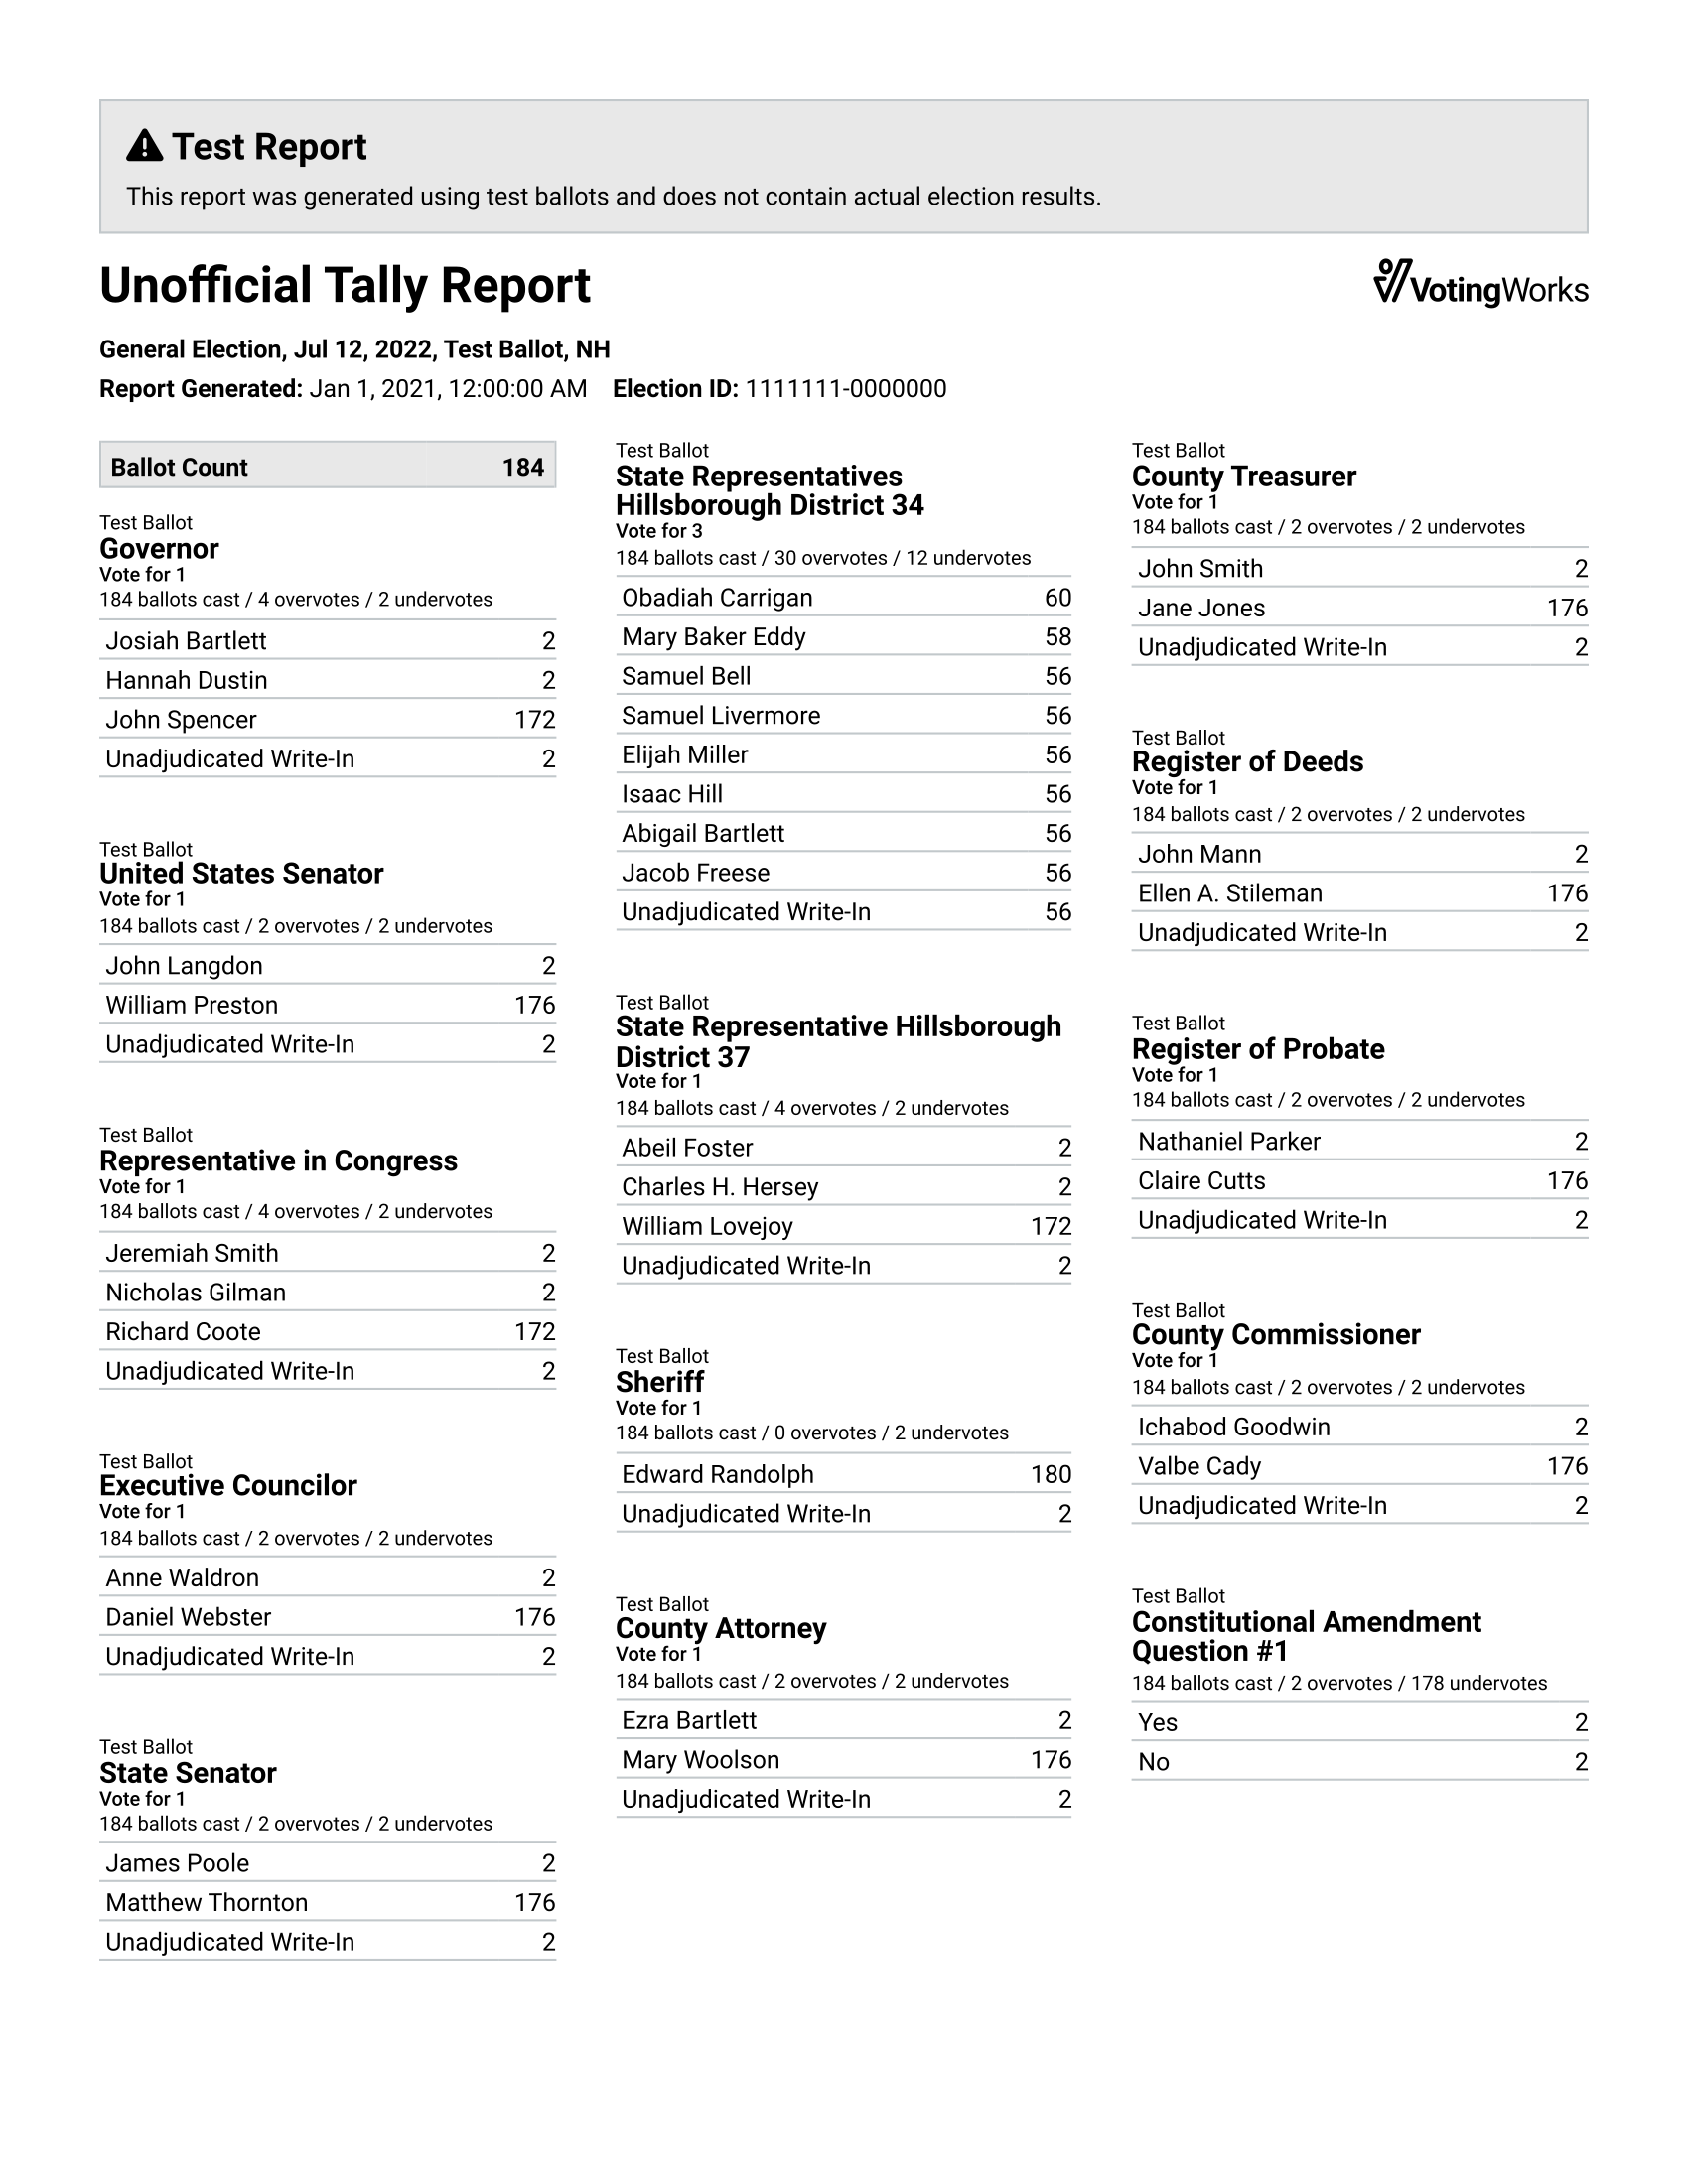 Test Report
This report was generated using test ballots and does not contain actual election results.
Unofficial Tally Report
VotingWorks
General Election, Jul 12, 2022, Test Ballot, NH
Report Generated: Jan 1, 2021, 12:00:00 AM Election ID: 1111111-0000000
Ballot Count 184
Test Ballot
Governor
Vote for 1
184 ballots cast / 4 overvotes / 2 undervotes
Josiah Bartlett 2
Hannah Dustin 2
John Spencer 172
Unadjudicated Write-In 2
Test Ballot
United States Senator
Vote for 1
184 ballots cast / 2 overvotes / 2 undervotes
John Langdon 2
William Preston 176
Unadjudicated Write-In 2
Test Ballot
Representative in Congress
Vote for 1
184 ballots cast / 4 overvotes / 2 undervotes
Jeremiah Smith 2
Nicholas Gilman 2
Richard Coote 172
Unadjudicated Write-In 2
Test Ballot
Executive Councilor
Vote for 1
184 ballots cast / 2 overvotes / 2 undervotes
Anne Waldron 2
Daniel Webster 176
Unadjudicated Write-In 2
Test Ballot
State Senator
Vote for 1
184 ballots cast / 2 overvotes / 2 undervotes
James Poole 2
Matthew Thornton 176
Unadjudicated Write-In 2
Test Ballot
State Representatives
Hillsborough District 34
Vote for 3
184 ballots cast / 30 overvotes / 12 undervotes
Obadiah Carrigan 60
Mary Baker Eddy 58
Samuel Bell 56
Samuel Livermore 56
Elijah Miller 56
Isaac Hill 56
Abigail Bartlett 56
Jacob Freese 56
Unadjudicated Write-In 56
Test Ballot
State Representative Hillsborough
District 37
Vote for 1
184 ballots cast / 4 overvotes / 2 undervotes
Abeil Foster 2
Charles H. Hersey 2
William Lovejoy 172
Unadjudicated Write-In 2
Test Ballot
Sheriff
Vote for 1
184 ballots cast / 0 overvotes / 2 undervotes
Edward Randolph 180
Unadjudicated Write-In 2
Test Ballot
County Attorney
Vote for 1
184 ballots cast / 2 overvotes / 2 undervotes
Ezra Bartlett 2
Mary Woolson 176
Unadjudicated Write-In 2
Test Ballot
County Treasurer
Vote for 1
184 ballots cast / 2 overvotes / 2 undervotes
John Smith 2
Jane Jones 176
Unadjudicated Write-In 2
Test Ballot
Register of Deeds
Vote for 1
184 ballots cast / 2 overvotes / 2 undervotes
John Mann 2
Ellen A. Stileman 176
Unadjudicated Write-In 2
Test Ballot
Register of Probate
Vote for 1
184 ballots cast / 2 overvotes / 2 undervotes
Nathaniel Parker 2
Claire Cutts 176
Unadjudicated Write-In 2
Test Ballot
County Commissioner
Vote for 1
184 ballots cast / 2 overvotes / 2 undervotes
Ichabod Goodwin 2
Valbe Cady 176
Unadjudicated Write-In 2
Test Ballot
Constitutional Amendment
Question #1
184 ballots cast / 2 overvotes / 178 undervotes
Yes 2
No 2